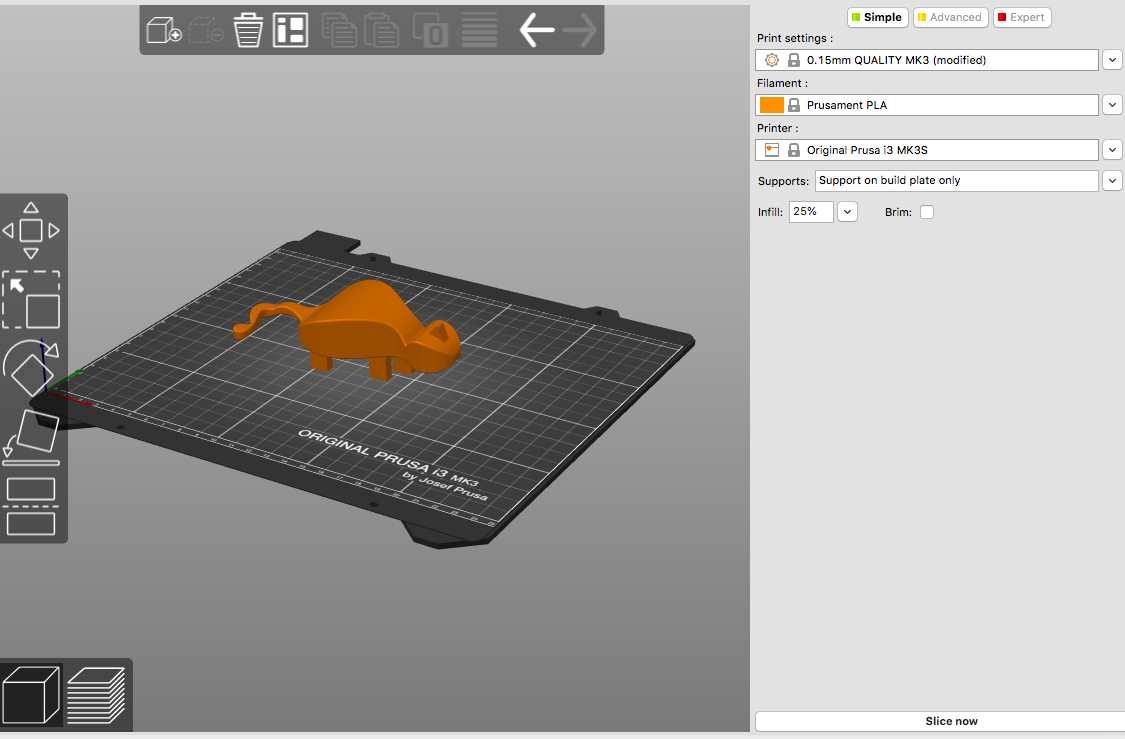 Simple Advanced Expert
Print settings :
0.15mm QUALITY MK3 (modified)
Filament :
Prusament PLA
Printer :
Original Prusa i3 MK3S
Supports: Support on build plate only
Infill: 25% Brim:
ORIGINAL PRUSA i3 MK3
by Josef Prusa
Slice now